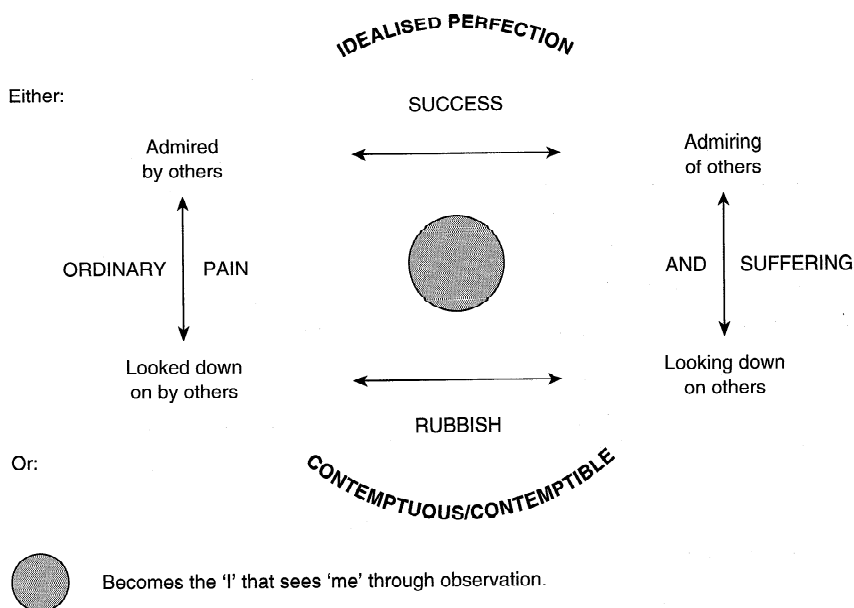 IDEALISED PERFECTION
Either:
SUCCESS
Admired
by others
Admiring
of others
ORDINARY PAIN
AND SUFFERING
Looked down
on by others
Looking down
on others
RUBBISH
Or:
CONTEMPTUOUS/CONTEMPTIBLE
Becomes the 'I' that sees 'me' through observation.